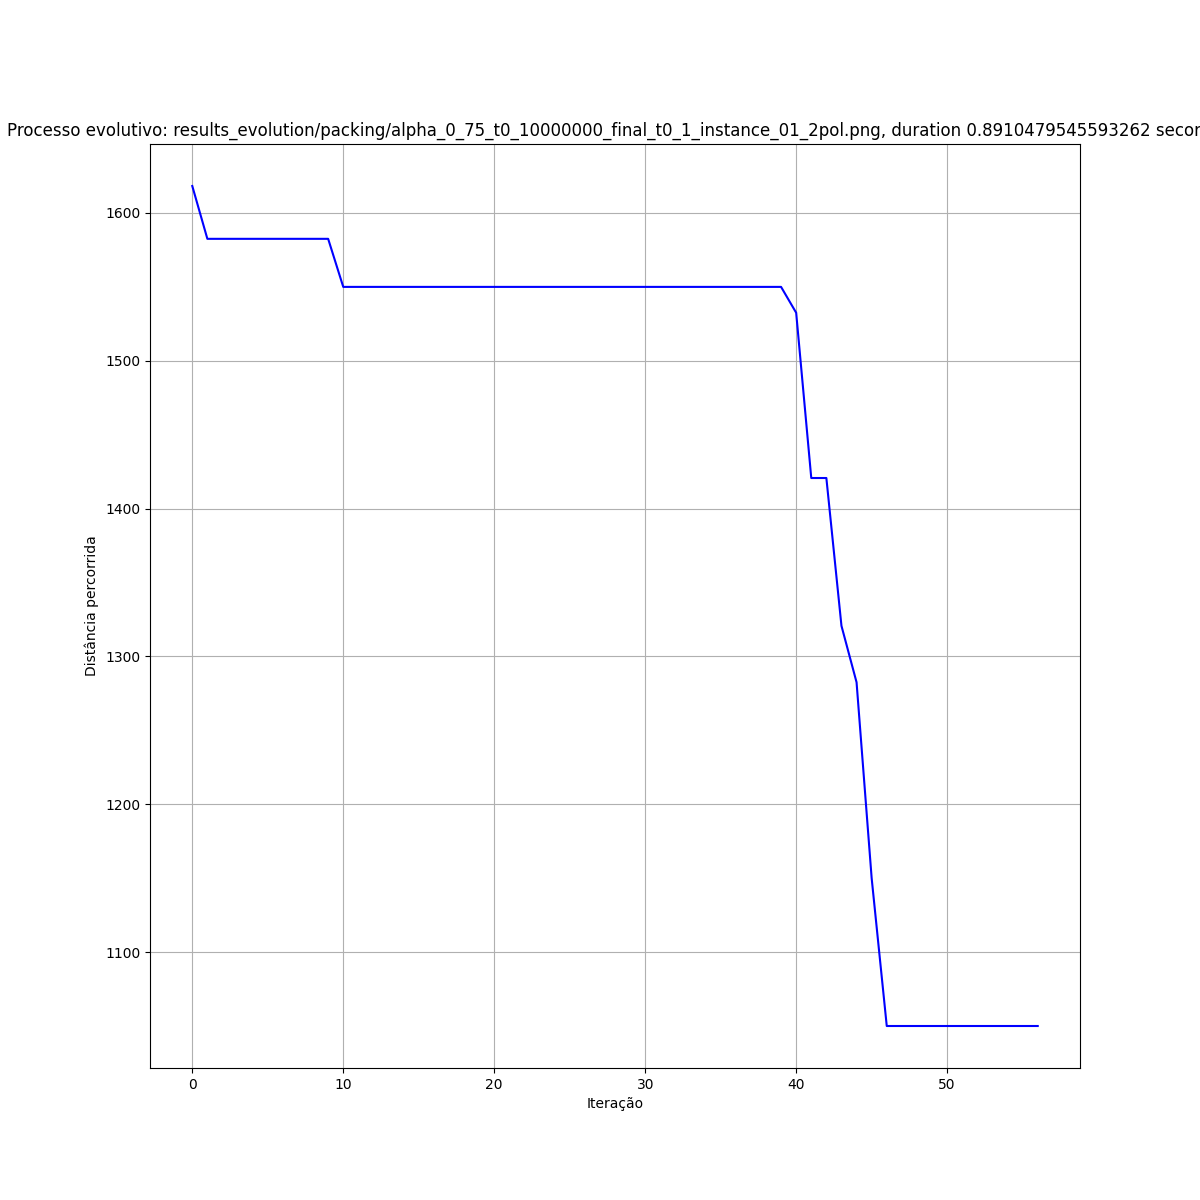 Processo evolutivo: results_evolution/packing/alpha_0_75_t0_10000000_final_t0_1_instance_01_2pol.png, duration 0.8910479545593262 secon
1600
1500
1400
1300
1200
1100
Distância percorrida
0 10 20 30 40 50
Iteração